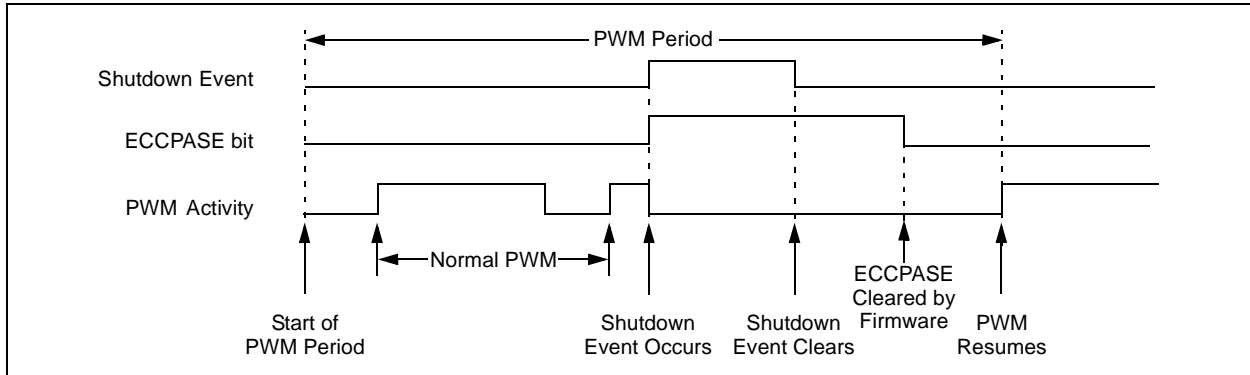 PWM Period
Shutdown Event
ECCPASE bit
PWM Activity
Normal PWM
Start of
PWM Period
Shutdown
Event Occurs
Shutdown
Event Clears
ECCPASE
Cleared by
Firmware
PWM
Resumes